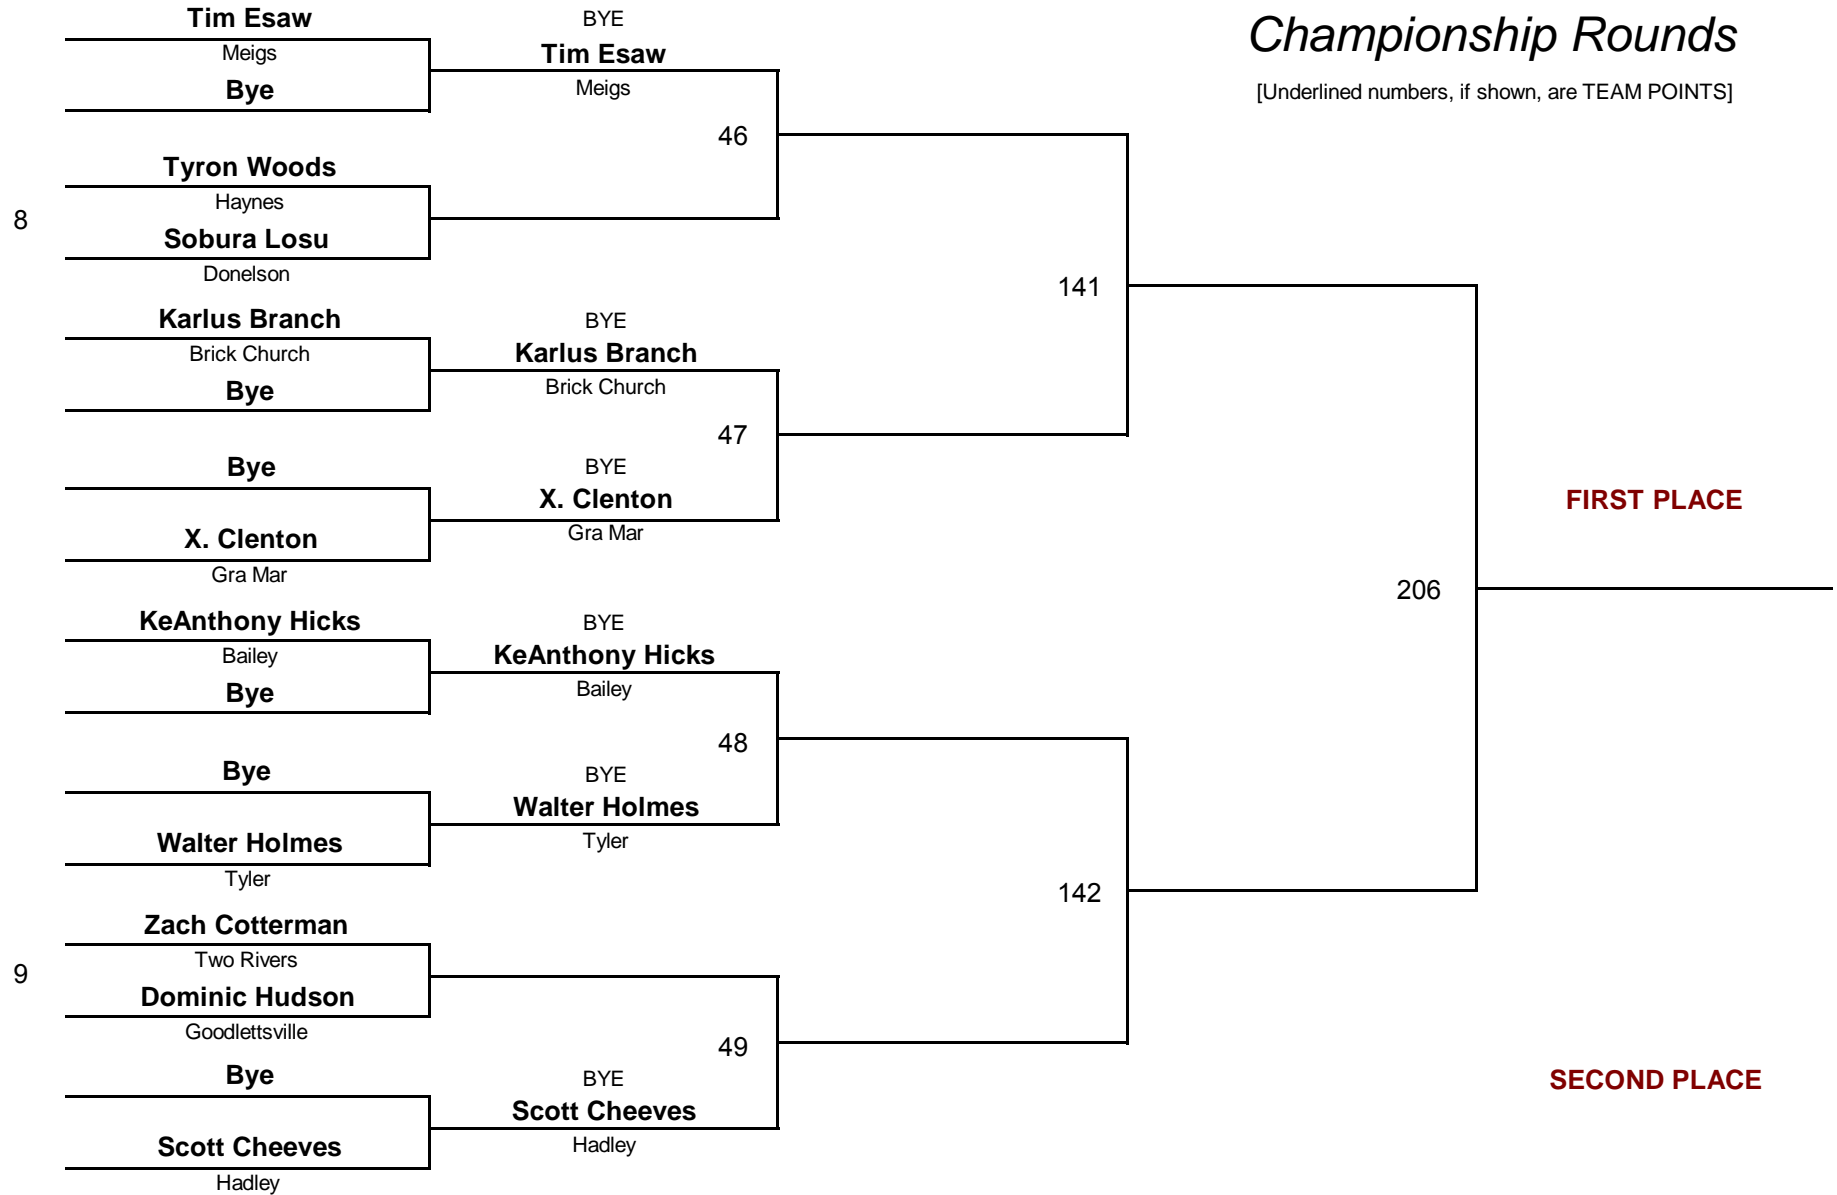 Championship Rounds
[Underlined numbers, if shown, are TEAM POINTS]
Tim Esaw
Meigs
Bye
8
Tyron Woods
Haynes
Sobura Losu
Donelson
Karlus Branch
Brick Church
Bye
Bye
X. Clenton
Gra Mar
KeAnthony Hicks
Bailey
Bye
Bye
Walter Holmes
Tyler
9
Zach Cotterman
Two Rivers
Dominic Hudson
Goodlettsville
Bye
Scott Cheeves
Hadley
BYE
Tim Esaw
Meigs
46
BYE
Karlus Branch
Brick Church
47
BYE
X. Clenton
Gra Mar
BYE
KeAnthony Hicks
Bailey
48
BYE
Walter Holmes
Tyler
49
BYE
Scott Cheeves
Hadley
141
142
206
FIRST PLACE
SECOND PLACE